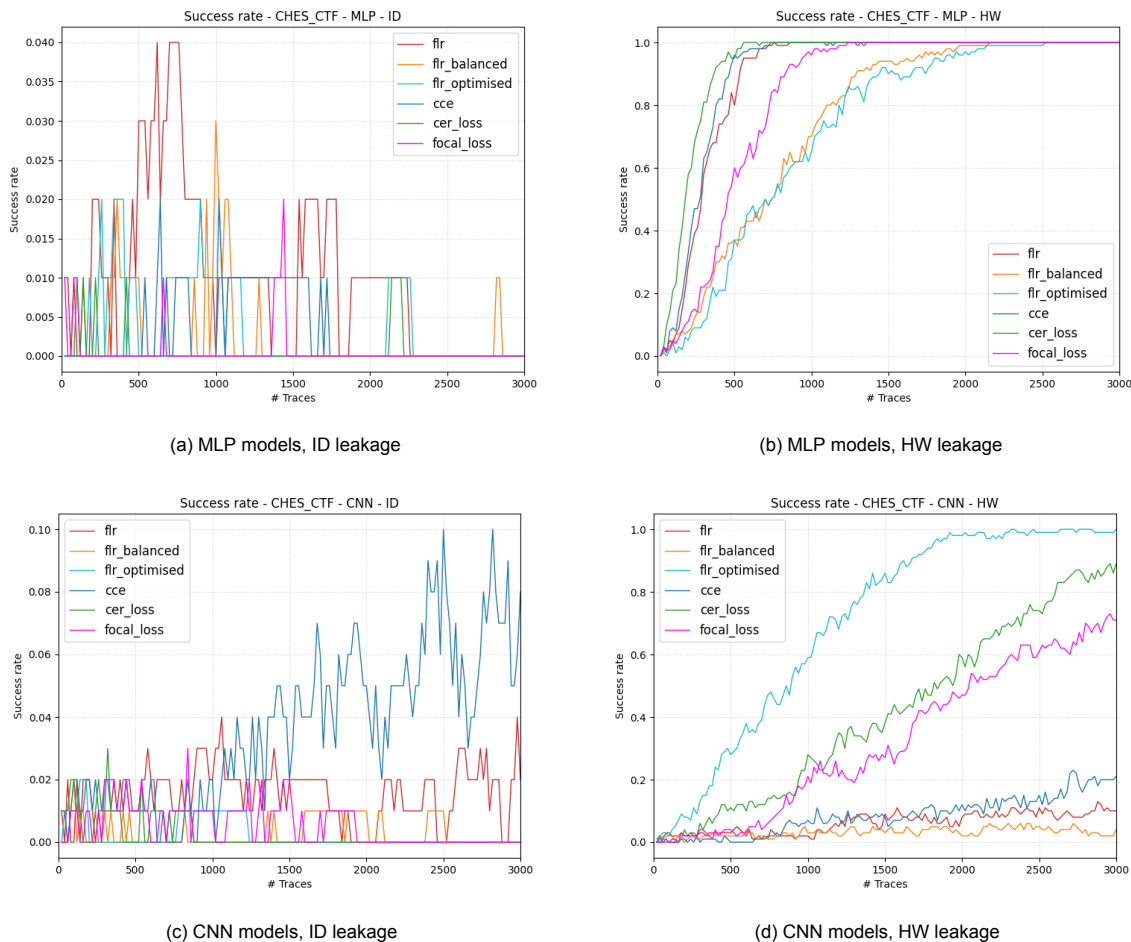 Success rate - CHES_CTF - MLP - ID
0.040
0.035
0.030
0.025
0.020
0.015
0.010
0.005
0.000
Success rate
0
500
1000
1500
2000
2500
3000
# Traces
flr
flr_balanced
flr_optimised
cce
cer_loss
focal_loss
(a) MLP models, ID leakage
Success rate - CHES_CTF - MLP - HW
1.0
0.8
0.6
0.4
0.2
0.0
Success rate
0
500
1000
1500
2000
2500
3000
# Traces
flr
flr_balanced
flr_optimised
cce
cer_loss
focal_loss
(b) MLP models, HW leakage
Success rate - CHES_CTF - CNN - ID
0.10
0.08
0.06
0.04
0.02
0.00
Success rate
0
500
1000
1500
2000
2500
3000
# Traces
flr
flr_balanced
flr_optimised
cce
cer_loss
focal_loss
(c) CNN models, ID leakage
Success rate - CHES_CTF - CNN - HW
1.0
0.8
0.6
0.4
0.2
0.0
Success rate
0
500
1000
1500
2000
2500
3000
# Traces
flr
flr_balanced
flr_optimised
cce
cer_loss
focal_loss
(d) CNN models, HW leakage